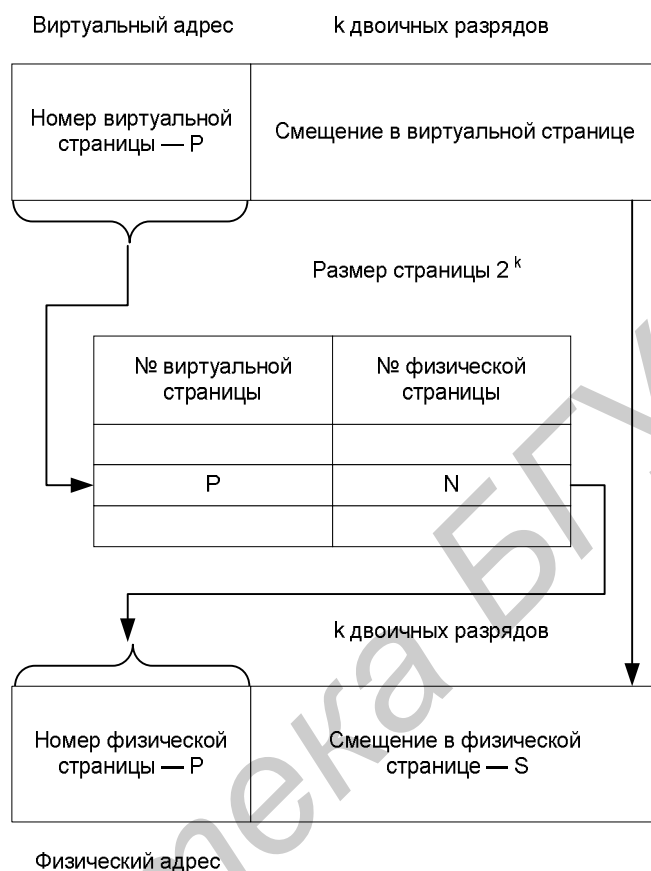 Виртуальный адрес
k двоичных разрядов
Номер виртуальной
страницы — P
Смещение в виртуальной странице
Размер страницы 2 k
№ виртуальной
страницы
№ физической
страницы
P
N
k двоичных разрядов
Номер физической
страницы — P
Смещение в физической
странице — S
Физический адрес